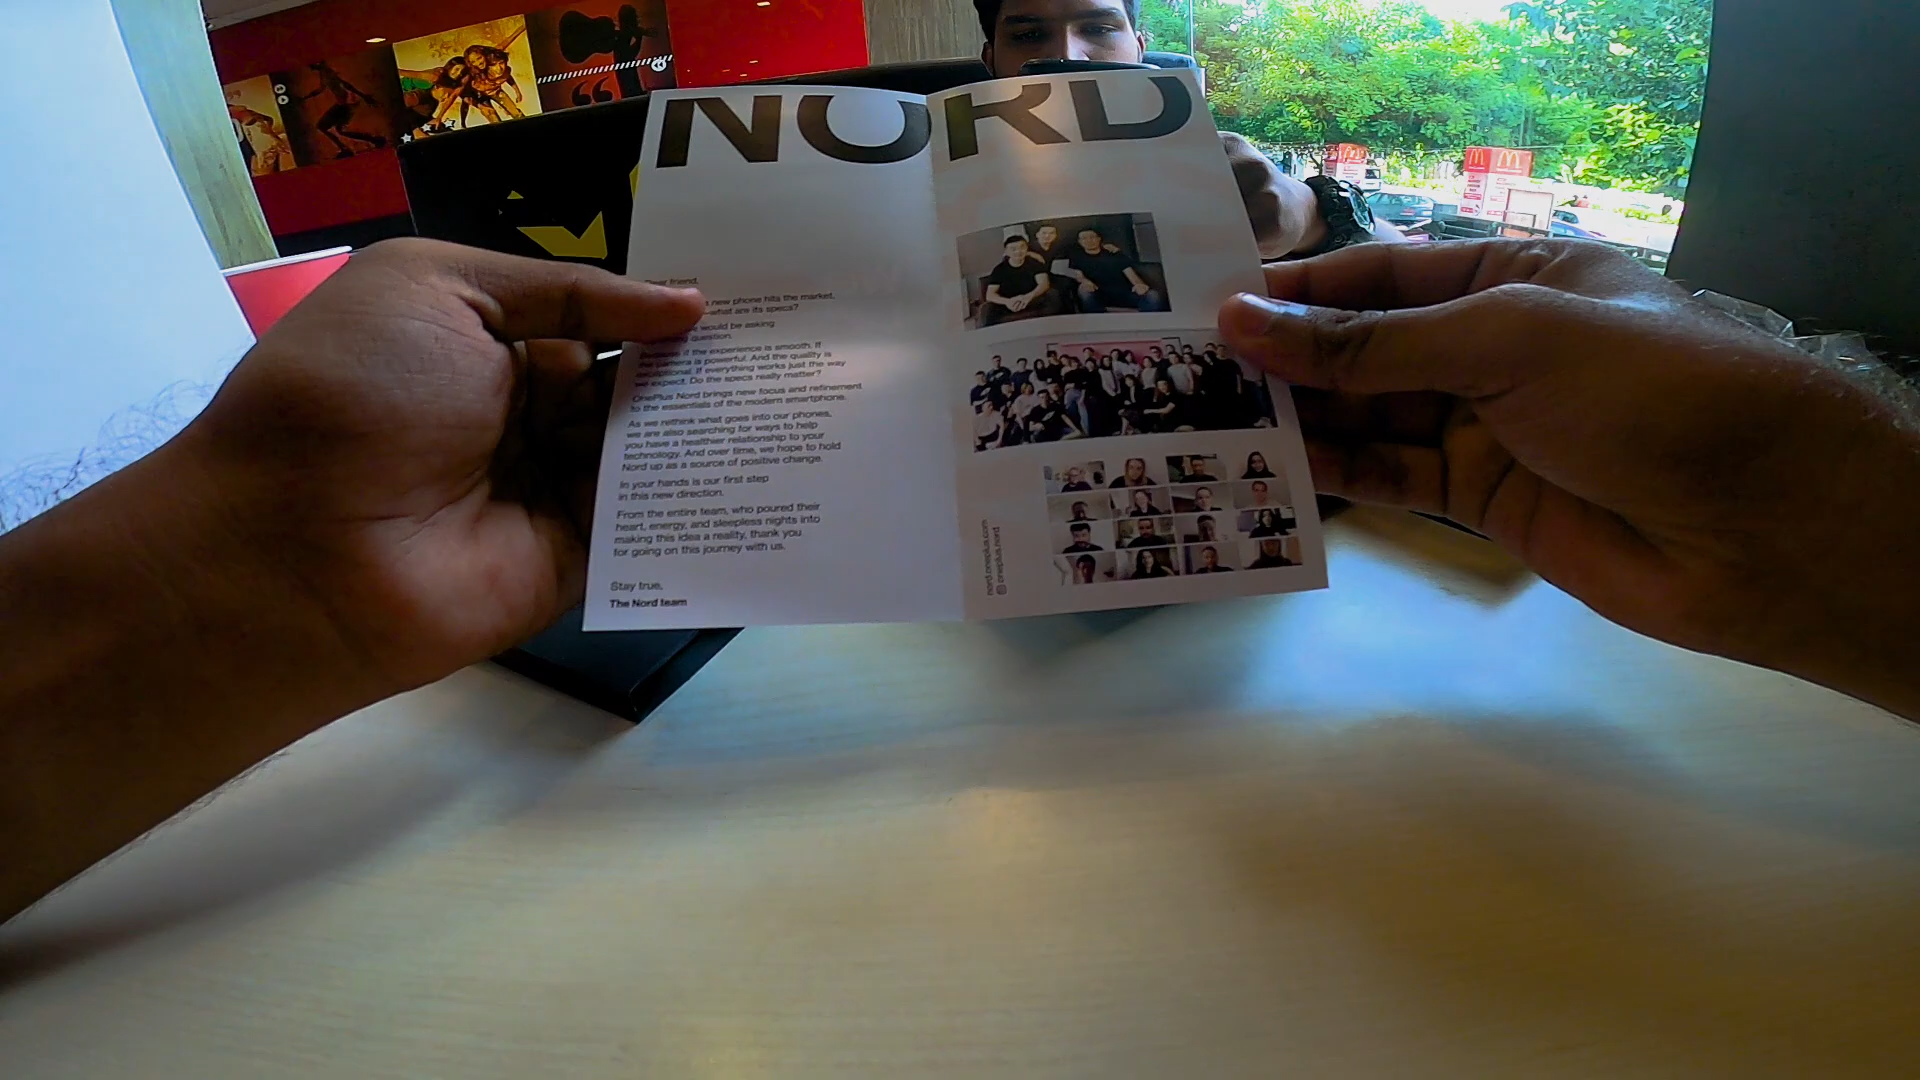 NORD
friend,
new phone hits the market,
—what are its specs?
would be asking
question.
if the experience is smooth. If
the camera is powerful. And the quality is
exceptional. If everything works just the way
we expect. Do the specs really matter?
OnePlus Nord brings new focus and refinement
to the essentials of the modern smartphone.
As we rethink what goes into our phones,
we are also searching for ways to help
you have a healthier relationship to your
technology. And over time, we hope to hold
Nord up as a source of positive change.
In your hands is our first step
in this new direction.
From the entire team, who poured their
heart, energy, and sleepless nights into
making this idea a reality, thank you
for going on this journey with us.
Stay true,
The Nord team
nord.oneplus.com
oneplus.nord